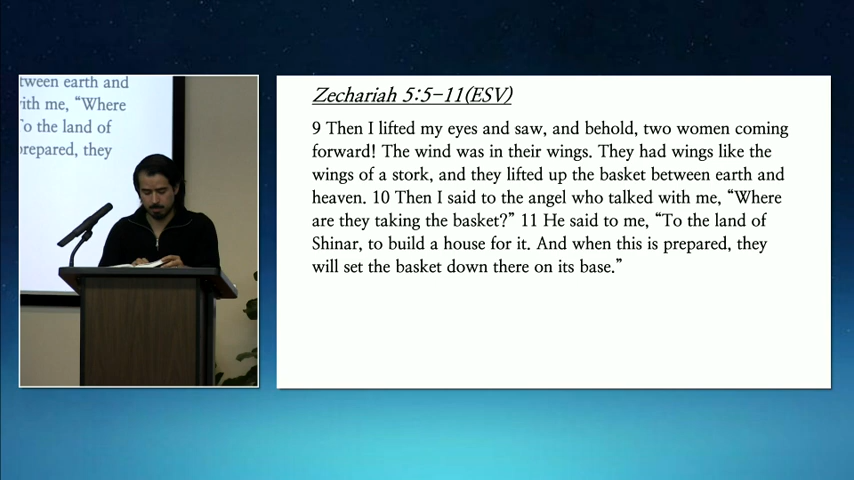 tween earth and
ith me, “Where
o the land of
prepared, they
Zechariah 5:5-11(ESV)
9 Then I lifted my eyes and saw, and behold, two women coming
forward! The wind was in their wings. They had wings like the
wings of a stork, and they lifted up the basket between earth and
heaven. 10 Then I said to the angel who talked with me, “Where
are they taking the basket?” 11 He said to me, “To the land of
Shinar, to build a house for it. And when this is prepared, they
will set the basket down there on its base.”